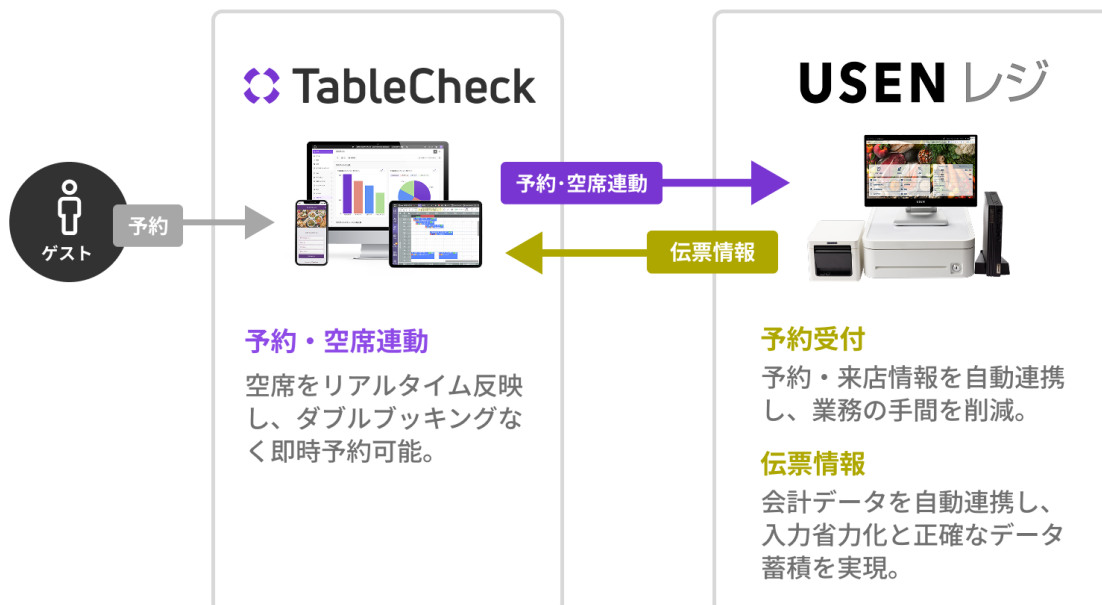 TableCheck
USEN レジ
ゲスト
予約
予約・空席連動
伝票情報
予約・空席連動
空席をリアルタイム反映
し、ダブルブッキングな
く即時予約可能。
予約受付
予約・来店情報を自動連携
し、業務の手間を削減。
伝票情報
会計データを自動連携し、
入力省力化と正確なデータ
蓄積を実現。